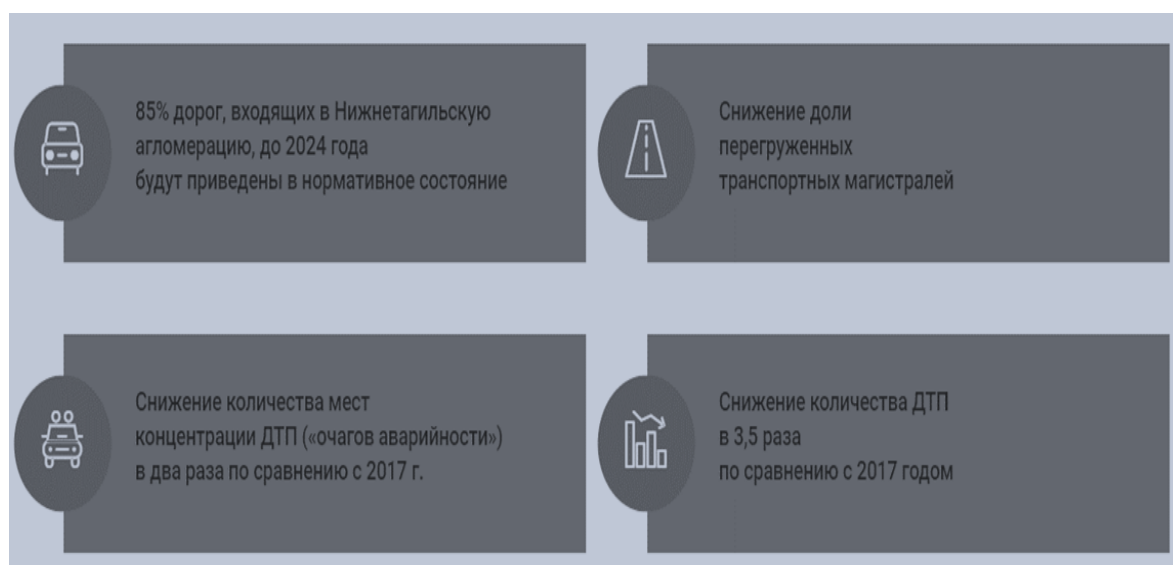 85% дорог, входящих в Нижнетагильскую
агломерацию, до 2024 года
будут приведены в нормативное состояние
Снижение доли
перегруженных
транспортных магистралей
Снижение количества мест
концентрации ДТП («очагов аварийности»)
в два раза по сравнению с 2017 г.
Снижение количества ДТП
в 3,5 раза
по сравнению с 2017 годом